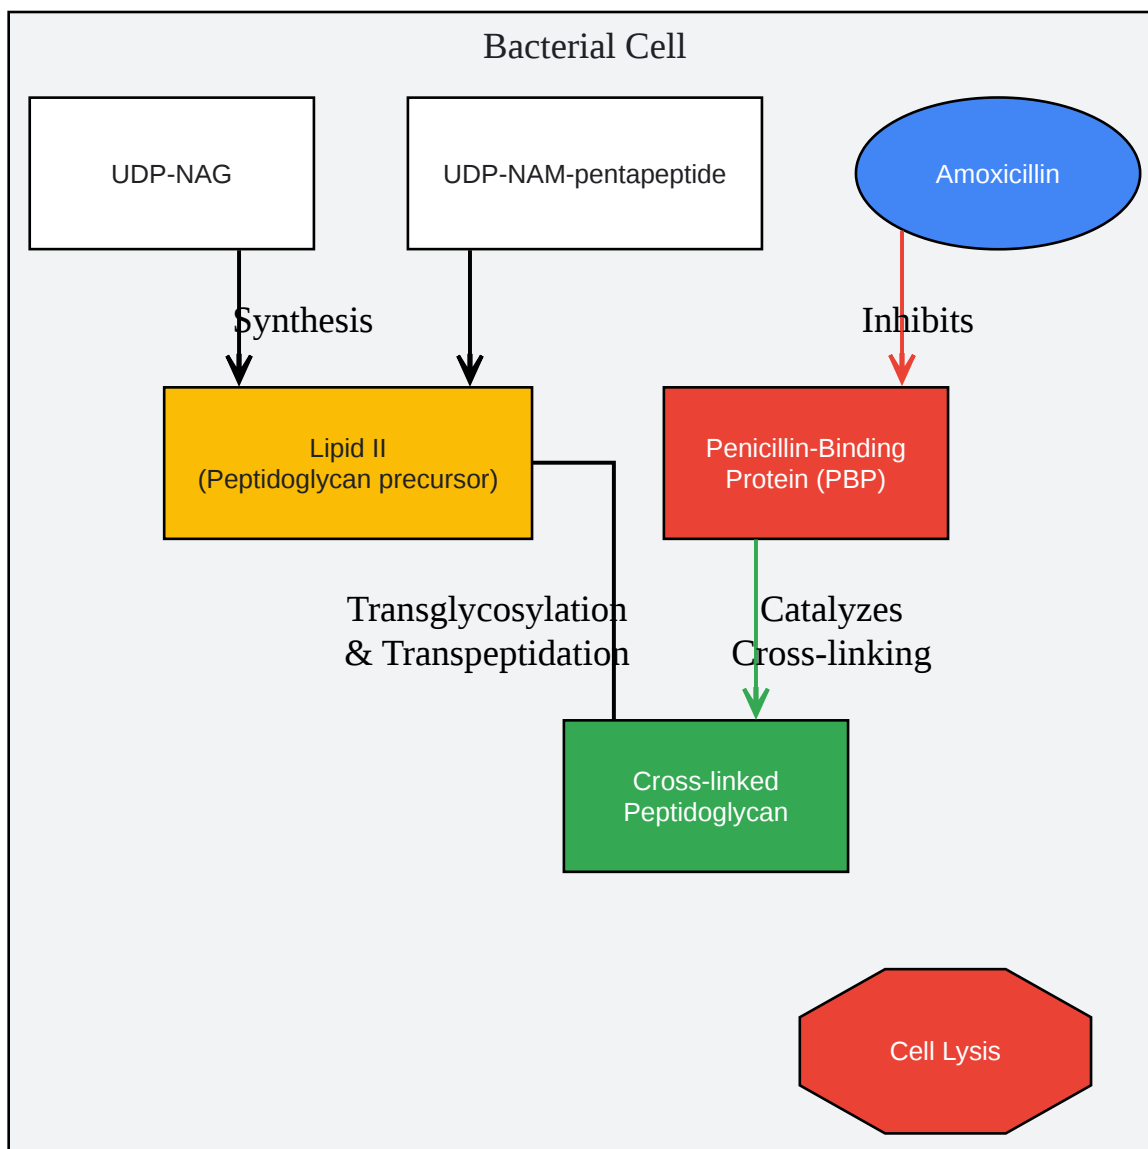 Bacterial Cell
UDP-NAG
UDP-NAM-pentapeptide
Amoxicillin
Synthesis
Inhibits
Lipid II
(Peptidoglycan precursor)
Penicillin-Binding
Protein (PBP)
Transglycosylation
& Transpeptidation
Catalyzes
Cross-linking
Cross-linked
Peptidoglycan
Cell Lysis